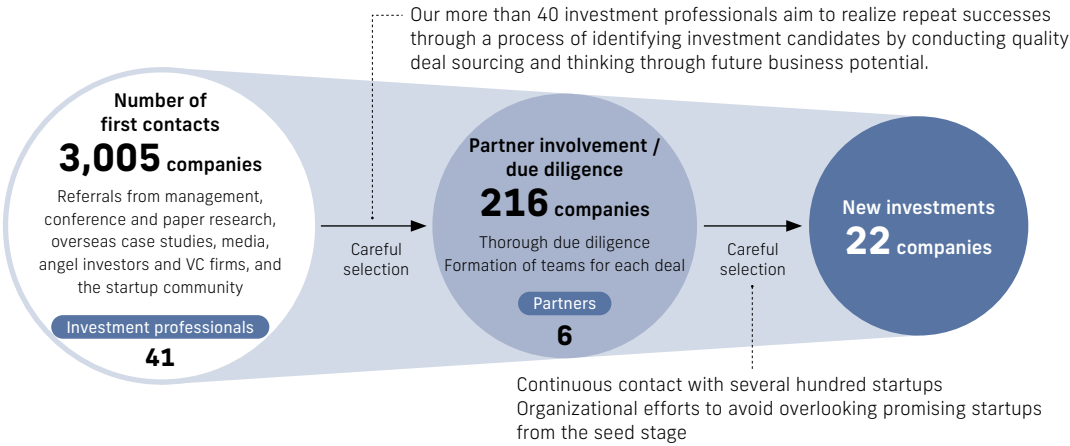 Our more than 40 investment professionals aim to realize repeat successes
through a process of identifying investment candidates by conducting quality
deal sourcing and thinking through future business potential.
Number of
first contacts
3,005 companies
Referrals from management,
conference and paper research,
overseas case studies, media,
angel investors and VC firms, and
the startup community
Investment professionals
41
Careful
selection
Partner involvement /
due diligence
216 companies
Thorough due diligence
Formation of teams for each deal
Partners
6
Careful
selection
New investments
22 companies
Continuous contact with several hundred startups
Organizational efforts to avoid overlooking promising startups
from the seed stage